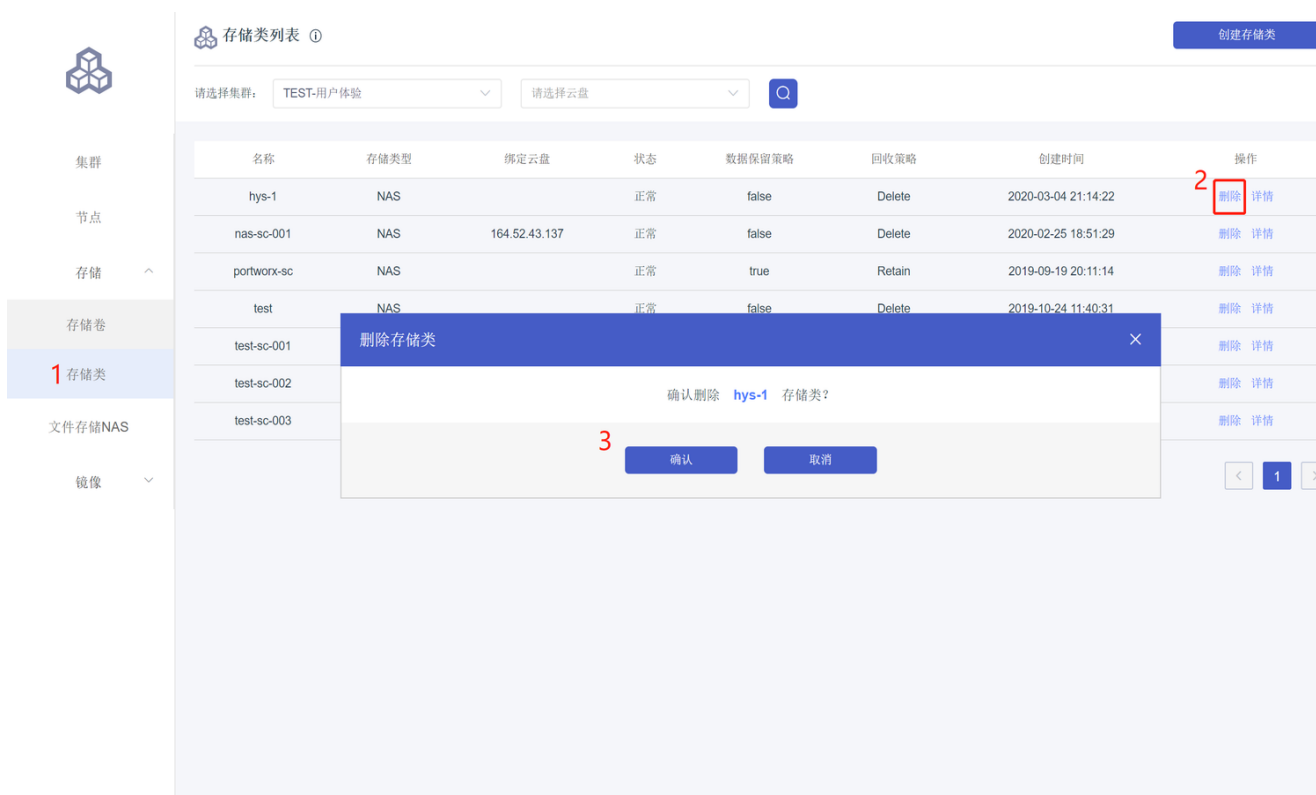 存储类列表
创建存储类
请选择集群: TEST-用户体验 请选择云盘
集群
节点
存储
存储卷
1 存储类
文件存储NAS
镜像
名称 存储类型 绑定云盘 状态 数据保留策略 回收策略 创建时间 操作
2
hys-1 NAS 正常 false Delete 2020-03-04 21:14:22 删除 详情
nas-sc-001 NAS 164.52.43.137 正常 false Delete 2020-02-25 18:51:29 删除 详情
portworx-sc NAS 正常 true Retain 2019-09-19 20:11:14 删除 详情
test NAS 正常 false Delete 2019-10-24 11:40:31 删除 详情
test-sc-001 删除 详情
test-sc-002 删除 详情
test-sc-003 删除 详情
删除存储类
确认删除 hys-1 存储类?
3
确认 取消
1